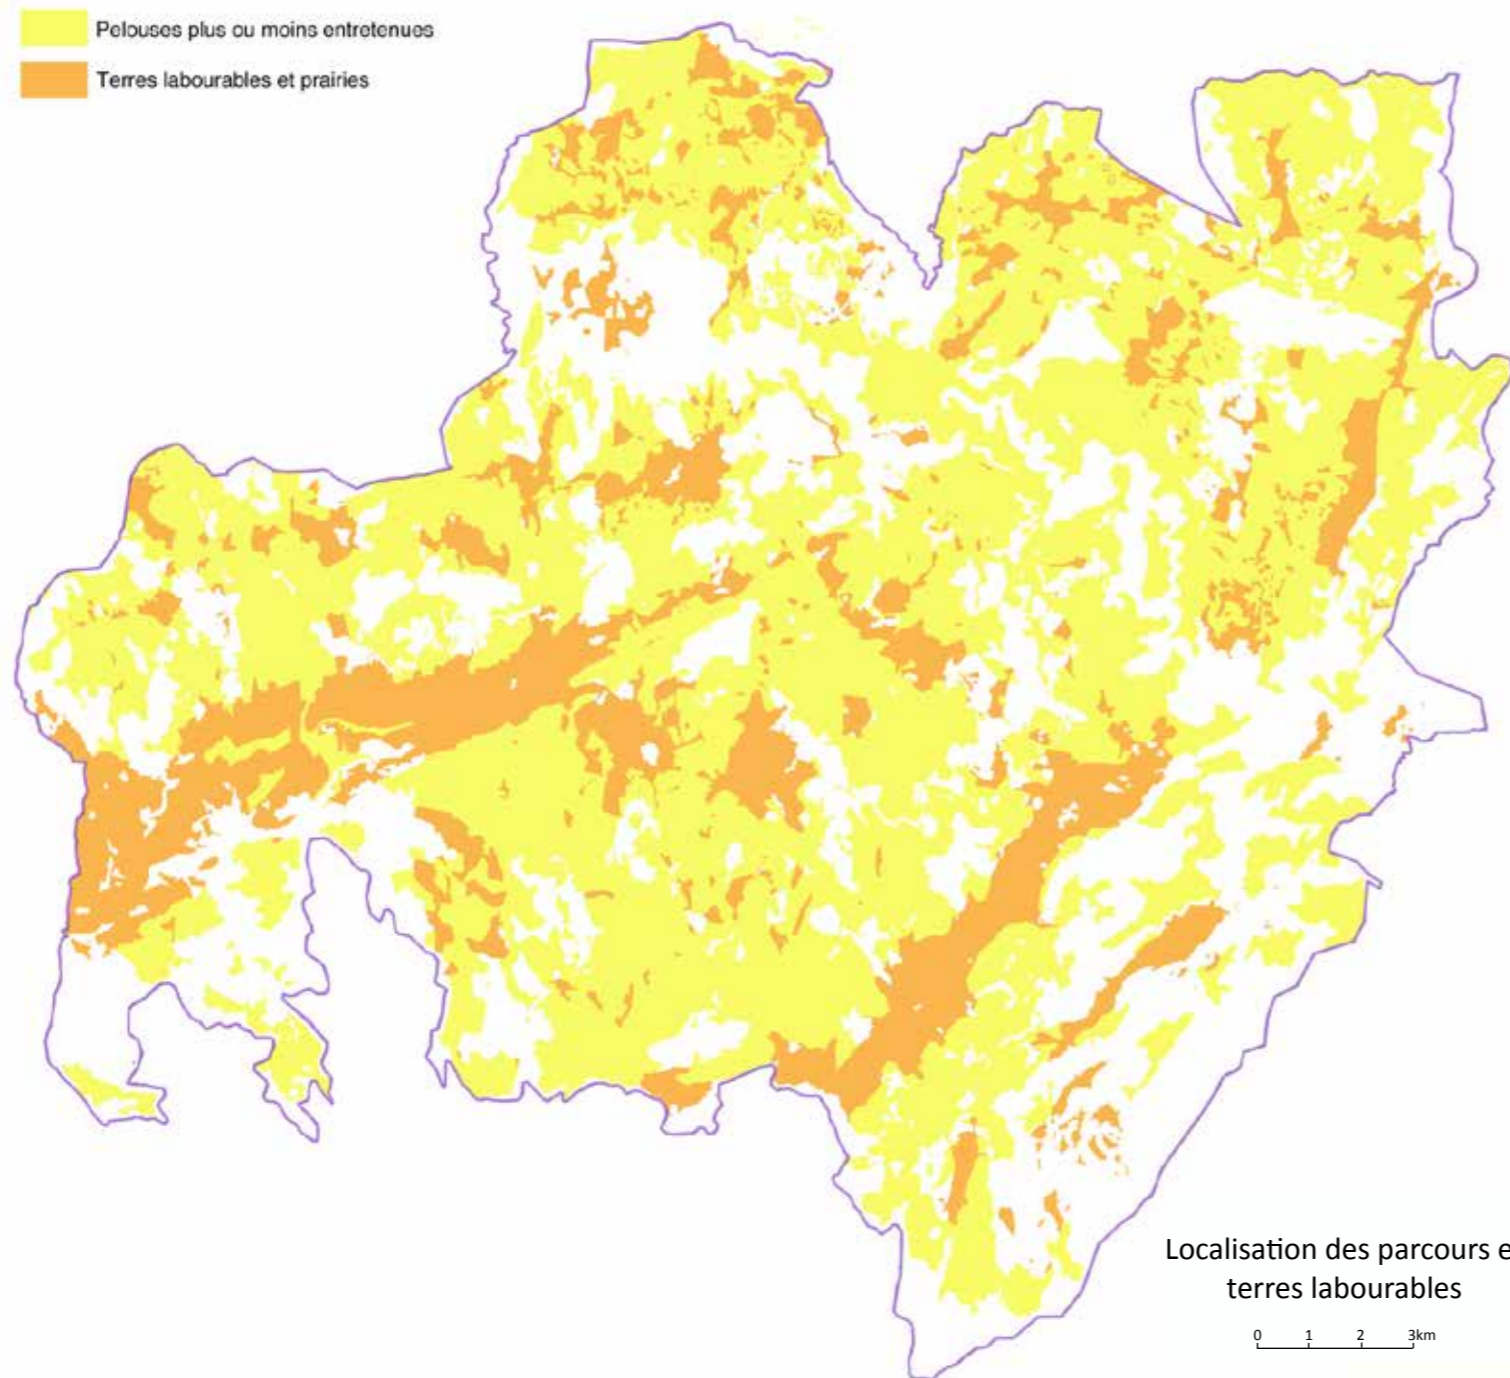 Pelouses plus ou moins entretenues
Terres labourables et prairies
Localisation des parcours e
terres labourables
0 1 2 3km